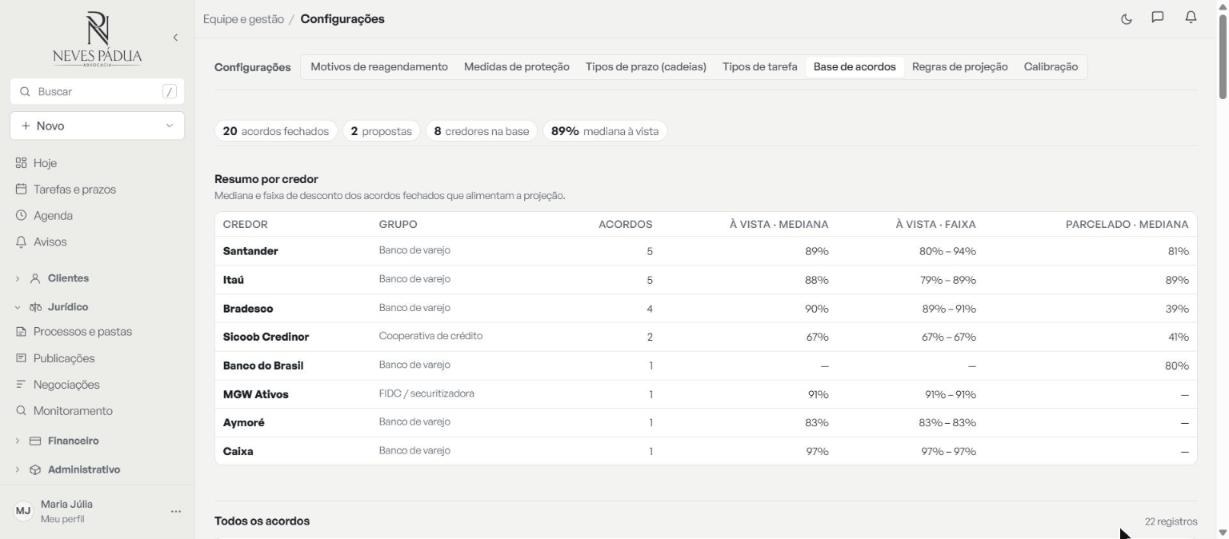 NEVES PÁDUA
ADVOCACIA
Buscar /
+ Novo
Hoje
Tarefas e prazos
Agenda
Avisos
Clientes
Jurídico
Processos e pastas
Publicações
Negociações
Monitoramento
Financeiro
Administrativo
MJ Maria Júlia
Meu perfil
Equipe e gestão / Configurações
Configurações Motivos de reagendamento Medidas de proteção Tipos de prazo (cadeias) Tipos de tarefa Base de acordos Regras de projeção Calibração
20 acordos fechados 2 propostas 8 credores na base 89% mediana à vista
Resumo por credor
Mediana e faixa de desconto dos acordos fechados que alimentam a projeção.
CREDOR GRUPO ACORDOS À VISTA · MEDIANA À VISTA · FAIXA PARCELADO · MEDIANA
Santander Banco de varejo 5 89% 80% – 94% 81%
Itaú Banco de varejo 5 88% 79% – 89% 89%
Bradesco Banco de varejo 4 90% 89% – 91% 39%
Sicoob Credinor Cooperativa de crédito 2 67% 67% – 67% 41%
Banco do Brasil Banco de varejo 1 — — 80%
MGW Ativos FIDC / securitizadora 1 91% 91% – 91% —
Aymoré Banco de varejo 1 83% 83% – 83% —
Caixa Banco de varejo 1 97% 97% – 97% —
Todos os acordos 22 registros